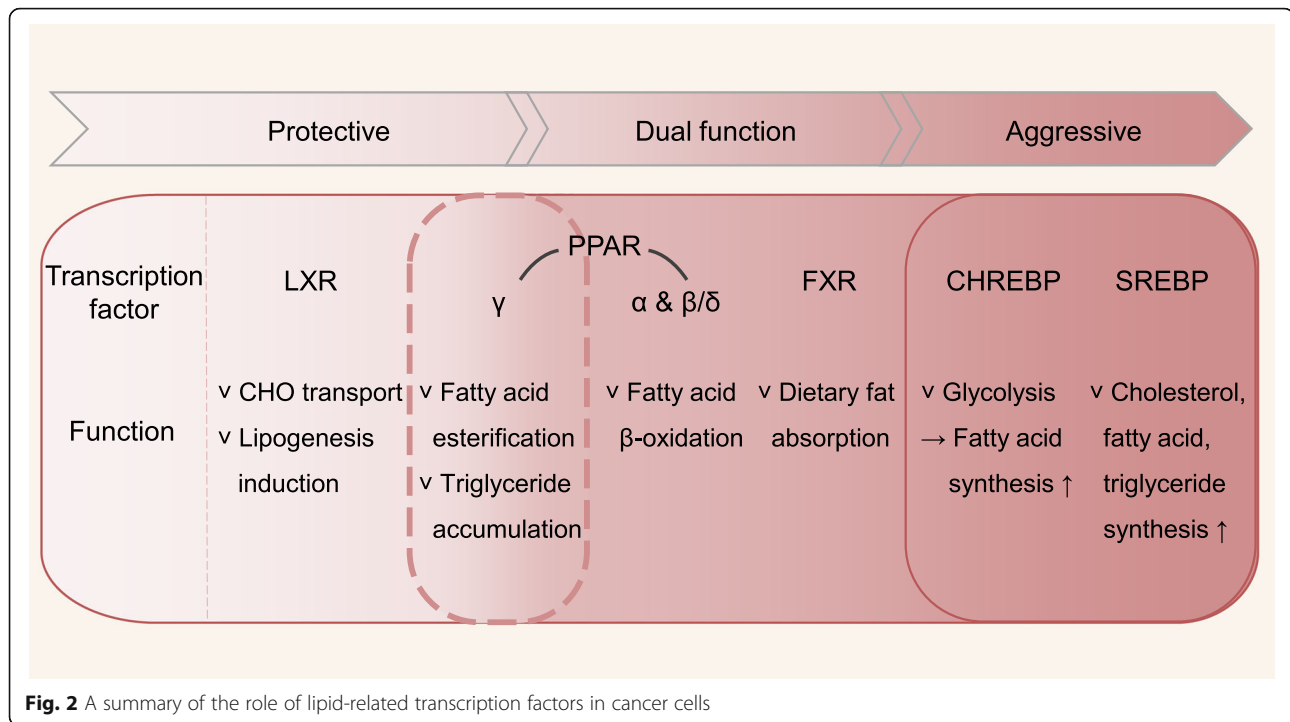 Protective Dual function Aggressive
PPAR
Transcription
factor
LXR
γ
α & β/δ
FXR
CHREBP
SREBP
Function
˅ CHO transport
˅ Lipogenesis
induction
˅ Fatty acid
esterification
˅ Triglyceride
accumulation
˅ Fatty acid
β-oxidation
˅ Dietary fat
absorption
˅ Glycolysis
→ Fatty acid
synthesis ↑
˅ Cholesterol,
fatty acid,
triglyceride
synthesis ↑
Fig. 2 A summary of the role of lipid-related transcription factors in cancer cells